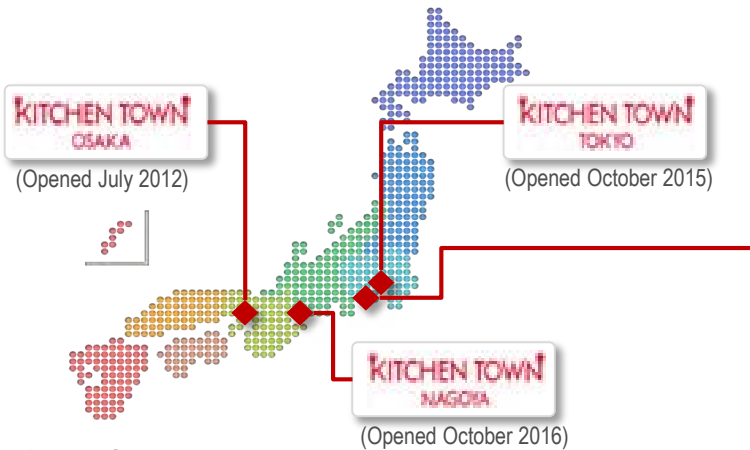 KITCHEN TOWN
OSAKA
(Opened July 2012)
KITCHEN TOWN
TOKYO
(Opened October 2015)
KITCHEN TOWN
NAGOYA
(Opened October 2016)